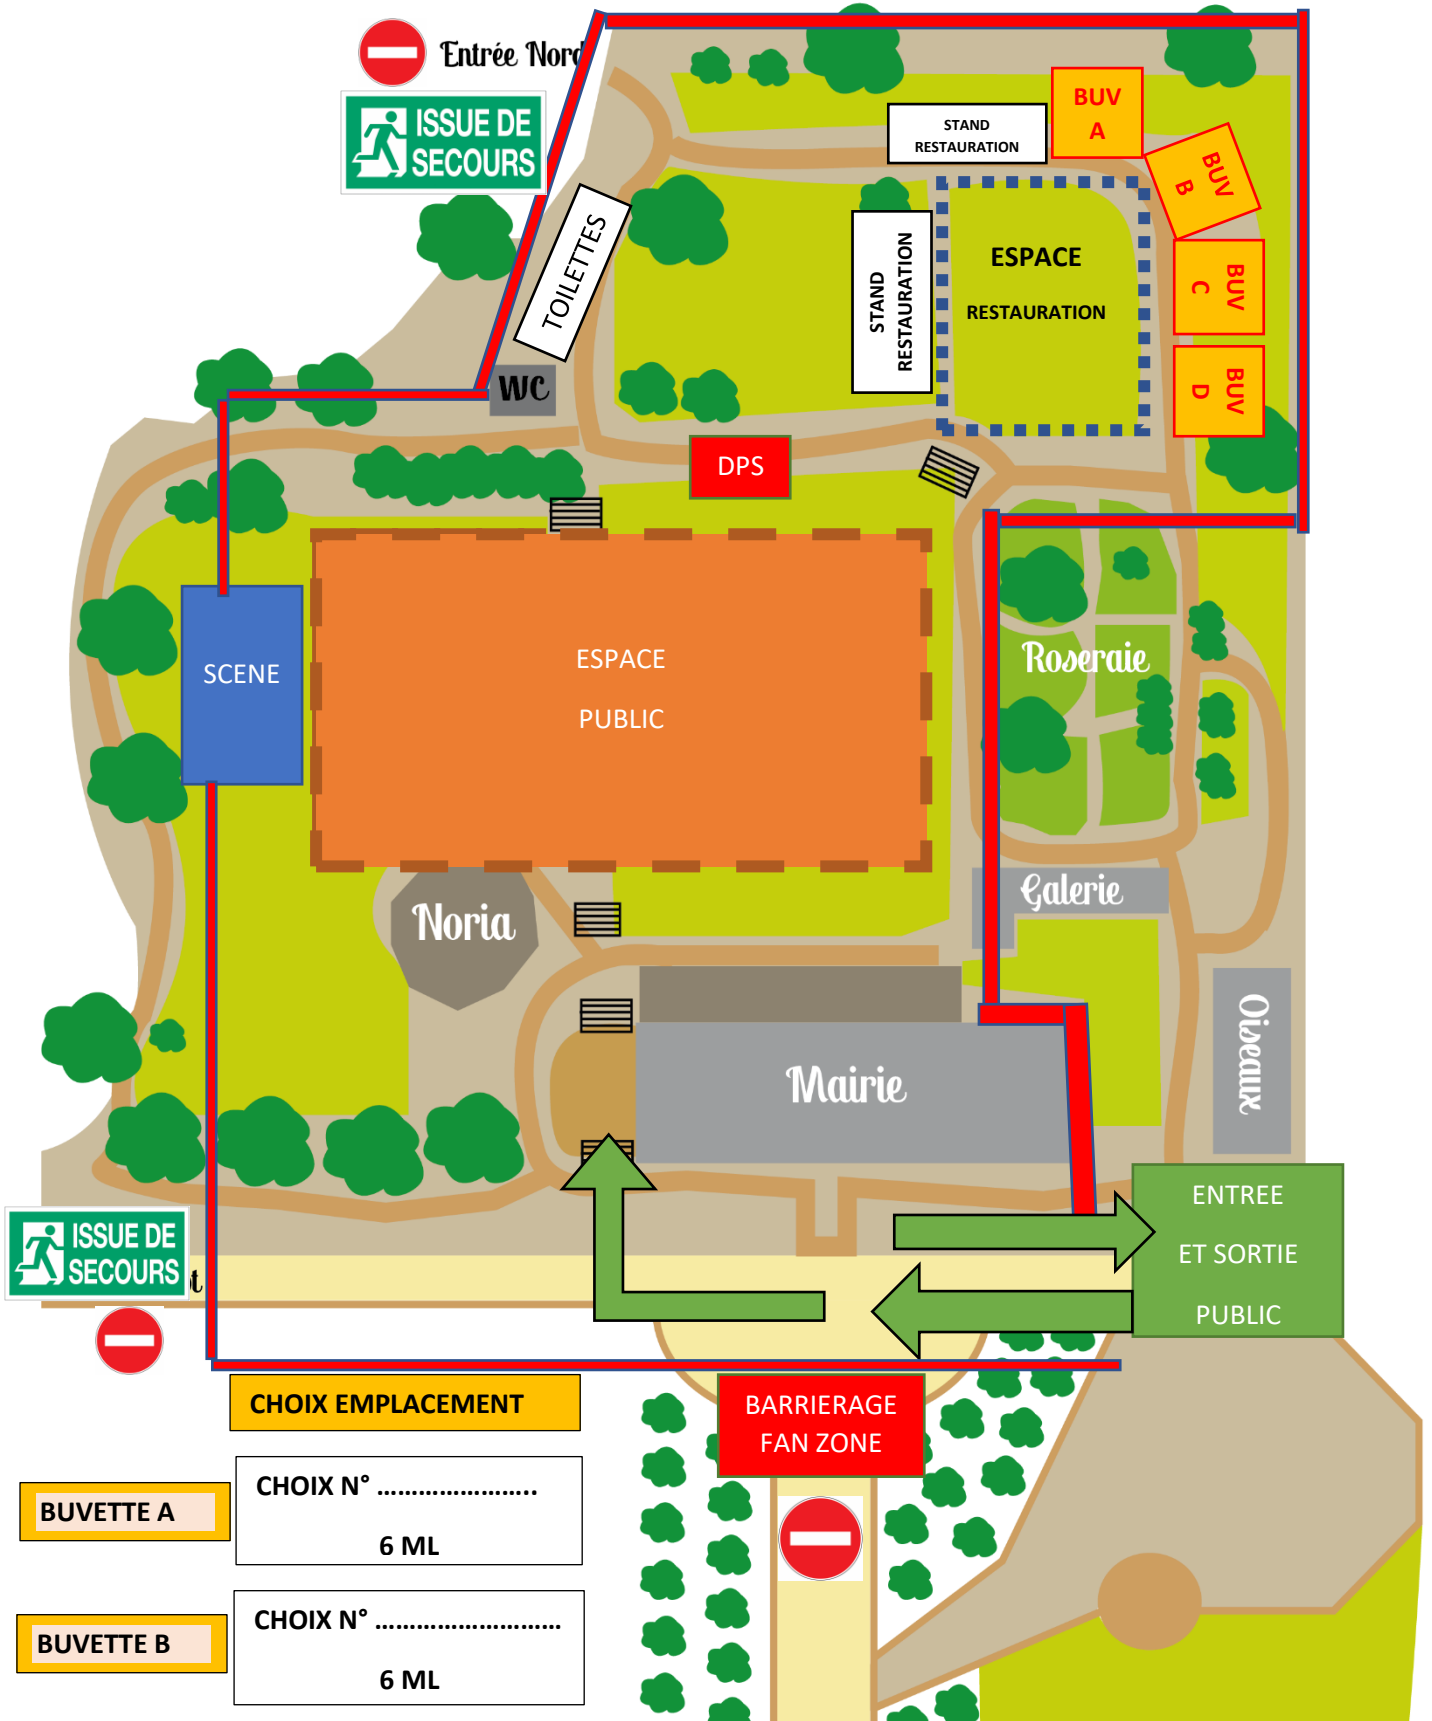 Entrée Nord
ISSUE DE
SECOURS
BUV
A
STAND
RESTAURATION
BUV
B
TOILETTES
STAND
RESTAURATION
ESPACE
RESTAURATION
BUV
C
BUV
D
WC
DPS
SCENE
ESPACE
PUBLIC
Roseraie
Galerie
Noria
Oiseaux
Mairie
ENTREE
ET SORTIE
PUBLIC
ISSUE DE
SECOURS
CHOIX EMPLACEMENT
BARRIERAGE
FAN ZONE
BUVETTE A
CHOIX N° .......................
6 ML
BUVETTE B
CHOIX N° ...........................
6 ML